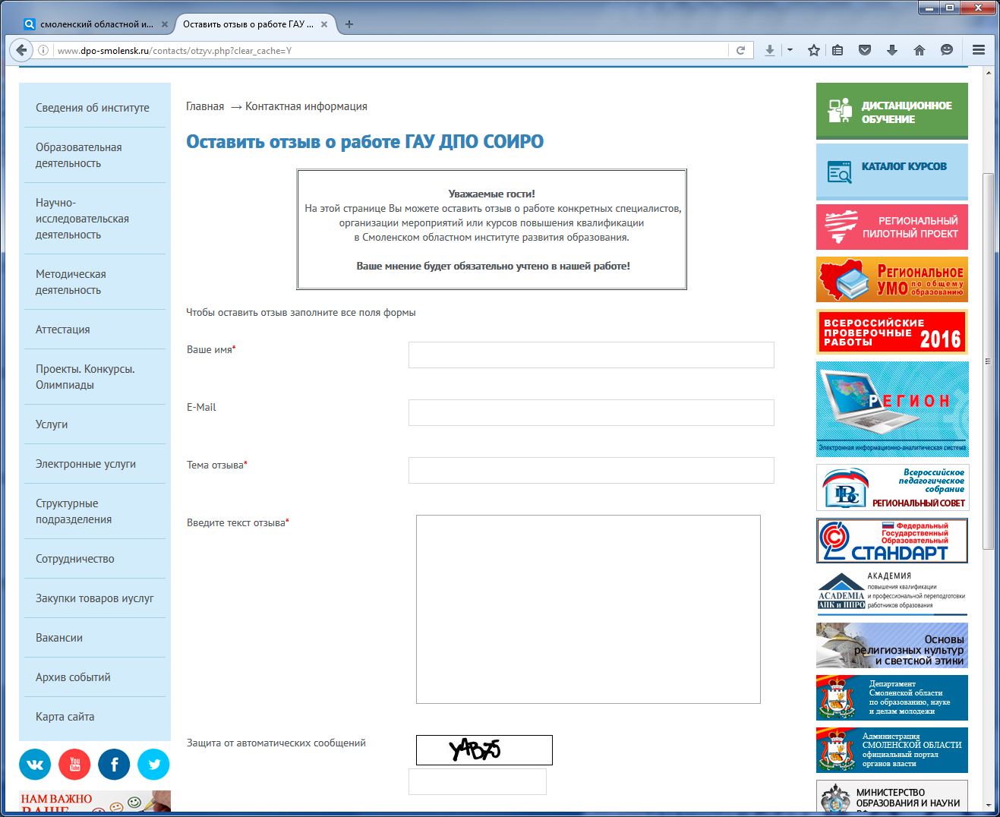 смоленский областной и...
Оставить отзыв о работе ГАУ ...
www.dpo-smolensk.ru/contacts/otzyv.php?clear_cache=Y
Сведения об институте
Образовательная
деятельность
Научно-
исследовательская
деятельность
Методическая
деятельность
Аттестация
Проекты. Конкурсы.
Олимпиады
Услуги
Электронные услуги
Структурные
подразделения
Сотрудничество
Закупки товаров иуслуг
Вакансии
Архив событий
Карта сайта
You
Tube
НАМ ВАЖНО
ВАШЕ
Главная → Контактная информация
Оставить отзыв о работе ГАУ ДПО СОИРО
Уважаемые гости!
На этой странице Вы можете оставить отзыв о работе конкретных специалистов,
организации мероприятий или курсов повышения квалификации
в Смоленском областном институте развития образования.
Ваше мнение будет обязательно учтено в нашей работе!
Чтобы оставить отзыв заполните все поля формы
Ваше имя*
E-Mail
Тема отзыва*
Введите текст отзыва*
Защита от автоматических сообщений
Y4B75
ДИСТАНЦИОННОЕ
ОБУЧЕНИЕ
КАТАЛОГ КУРСОВ
РЕГИОНАЛЬНЫЙ
ПИЛОТНЫЙ ПРОЕКТ
РЕГИОНАЛЬНОЕ
УМО по общему
образованию
ВСЕРОССИЙСКИЕ
ПРОВЕРОЧНЫЕ
РАБОТЫ 2016
РЕГИОН
Электронная информационно-аналитическая система
Всероссийское
педагогическое
собрание
РЕГИОНАЛЬНЫЙ СОВЕТ
Федеральный
Государственный
Образовательный
СТАНДАРТ
АКАДЕМИЯ
повышения квалификации
и профессиональной переподготовки
работников образования
ACADEMIA
АПК и ППРО
Основы
религиозных культур
и светской этики
Департамент
Смоленской области
по образованию, науке
и делам молодежи
Администрация
СМОЛЕНСКОЙ ОБЛАСТИ
официальный портал
органов власти
МИНИСТЕРСТВО
ОБРАЗОВАНИЯ И НАУКИ